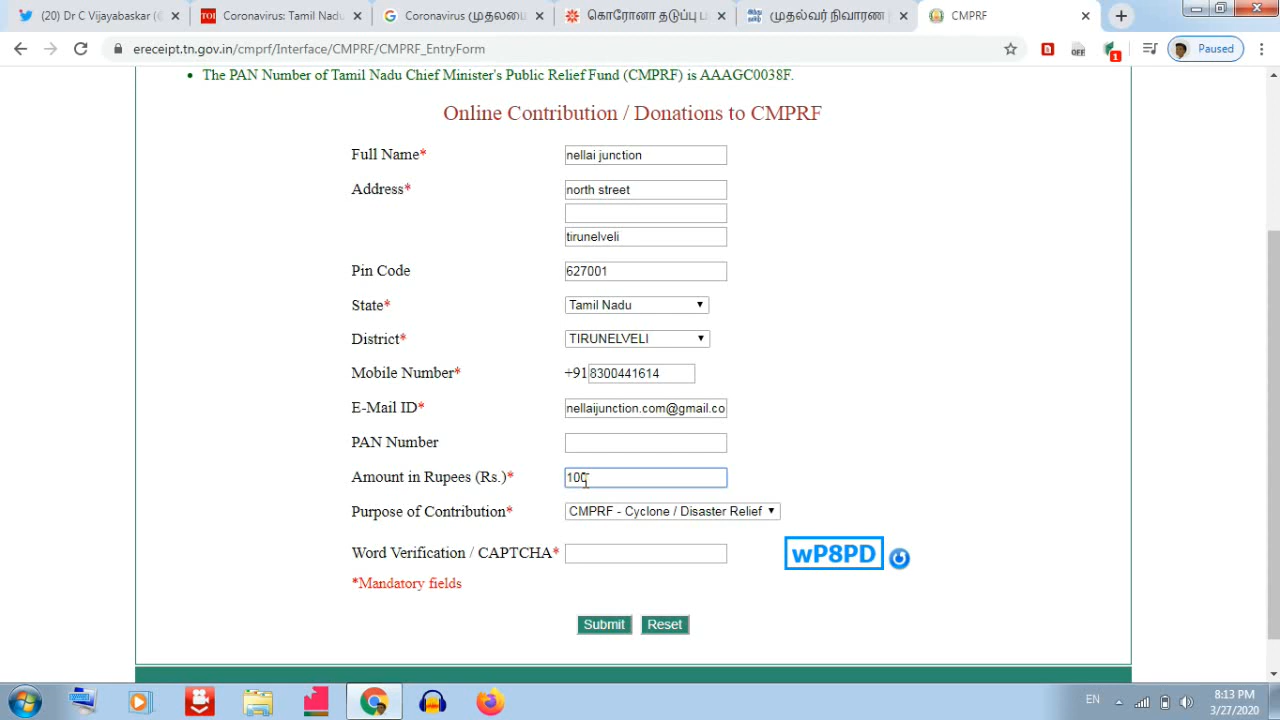 (20) Dr C Vijayabaskar (
Coronavirus: Tamil Nadu
Coronavirus முதலமை
கொரோனா தடுப்பு ப
முதல்வர் நிவாரண
CMPRF
ereceipt.tn.gov.in/cmprf/Interface/CMPRF/CMPRF_EntryForm
OFF
1
Paused
The PAN Number of Tamil Nadu Chief Minister's Public Relief Fund (CMPRF) is AAAGC0038F.
Online Contribution / Donations to CMPRF
Full Name* nellai junction
Address* north street
tirunelveli
Pin Code 627001
State* Tamil Nadu
District* TIRUNELVELI
Mobile Number* +91 8300441614
E-Mail ID* nellaijunction.com@gmail.co
PAN Number
Amount in Rupees (Rs.)* 100
Purpose of Contribution* CMPRF - Cyclone / Disaster Relief
Word Verification / CAPTCHA* wP8PD
*Mandatory fields
Submit Reset
EN
8:13 PM
3/27/2020